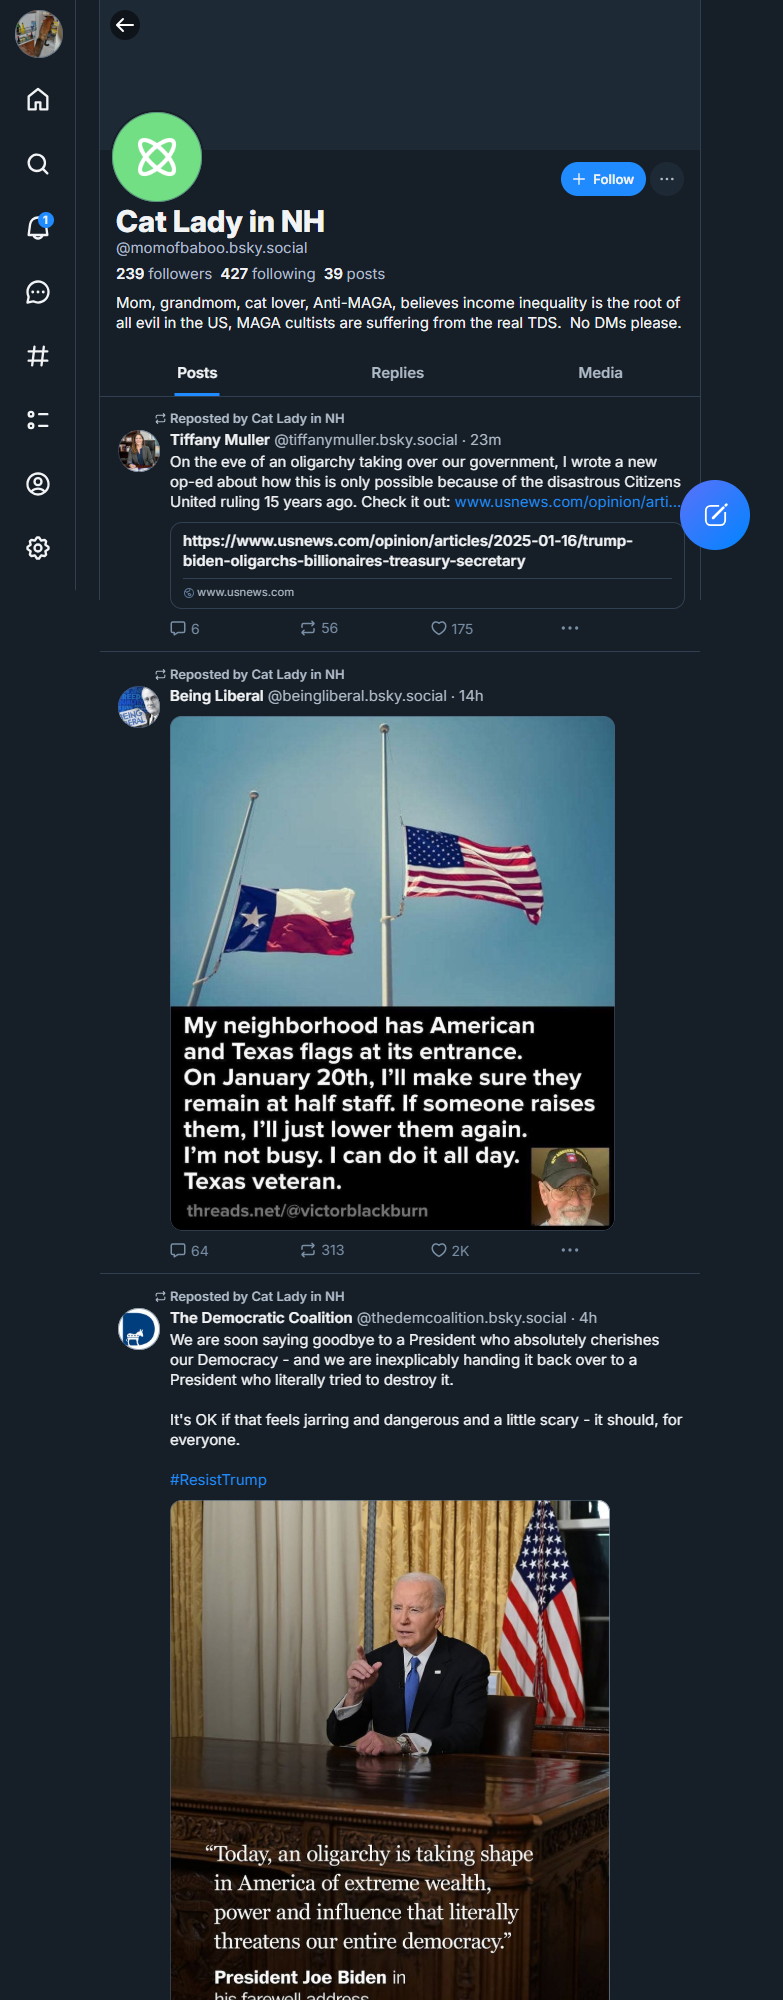 1
+ Follow
Cat Lady in NH
@momofbaboo.bsky.social
239 followers 427 following 39 posts
Mom, grandmom, cat lover, Anti-MAGA, believes income inequality is the root of
all evil in the US, MAGA cultists are suffering from the real TDS. No DMs please.
Posts Replies Media
Reposted by Cat Lady in NH
Tiffany Muller @tiffanymuller.bsky.social · 23m
On the eve of an oligarchy taking over our government, I wrote a new
op-ed about how this is only possible because of the disastrous Citizens
United ruling 15 years ago. Check it out: www.usnews.com/opinion/arti...
https://www.usnews.com/opinion/articles/2025-01-16/trump-
biden-oligarchs-billionaires-treasury-secretary
www.usnews.com
6 56 175
Reposted by Cat Lady in NH
Being Liberal @beingliberal.bsky.social · 14h
My neighborhood has American
and Texas flags at its entrance.
On January 20th, I'll make sure they
remain at half staff. If someone raises
them, I'll just lower them again.
I'm not busy. I can do it all day.
Texas veteran.
threads.net/@victorblackburn
64 313 2K
Reposted by Cat Lady in NH
The Democratic Coalition @thedemcoalition.bsky.social · 4h
We are soon saying goodbye to a President who absolutely cherishes
our Democracy - and we are inexplicably handing it back over to a
President who literally tried to destroy it.
It's OK if that feels jarring and dangerous and a little scary - it should, for
everyone.
#ResistTrump
“Today, an oligarchy is taking shape
in America of extreme wealth,
power and influence that literally
threatens our entire democracy.”
President Joe Biden in
his farewell address